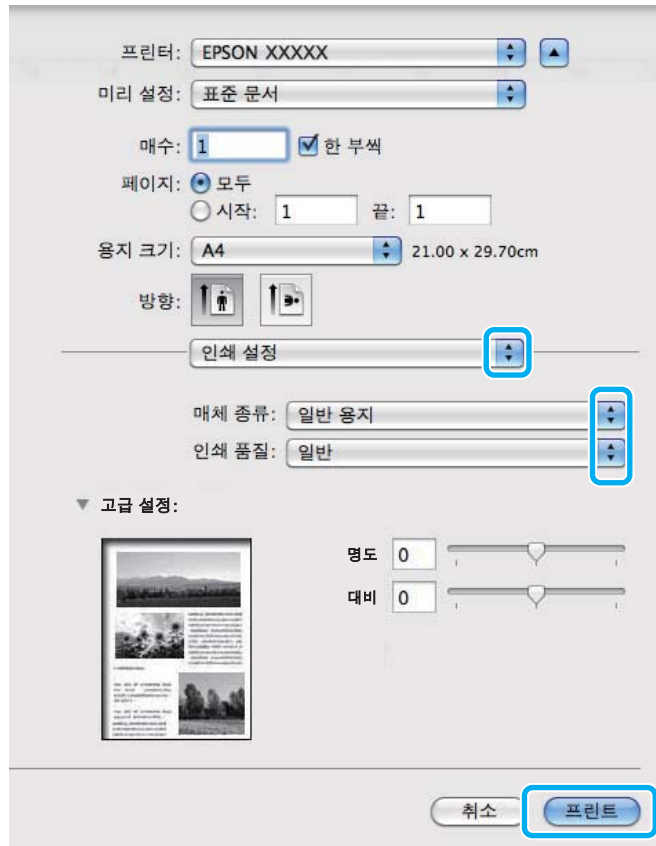 프린터: EPSON XXXXX
미리 설정: 표준 문서
매수: 1 한 부씩
페이지: 모두
시작: 1 끝: 1
용지 크기: A4 21.00 x 29.70cm
방향:
인쇄 설정
매체 종류: 일반 용지
인쇄 품질: 일반
고급 설정:
명도 0
대비 0
취소 프린트